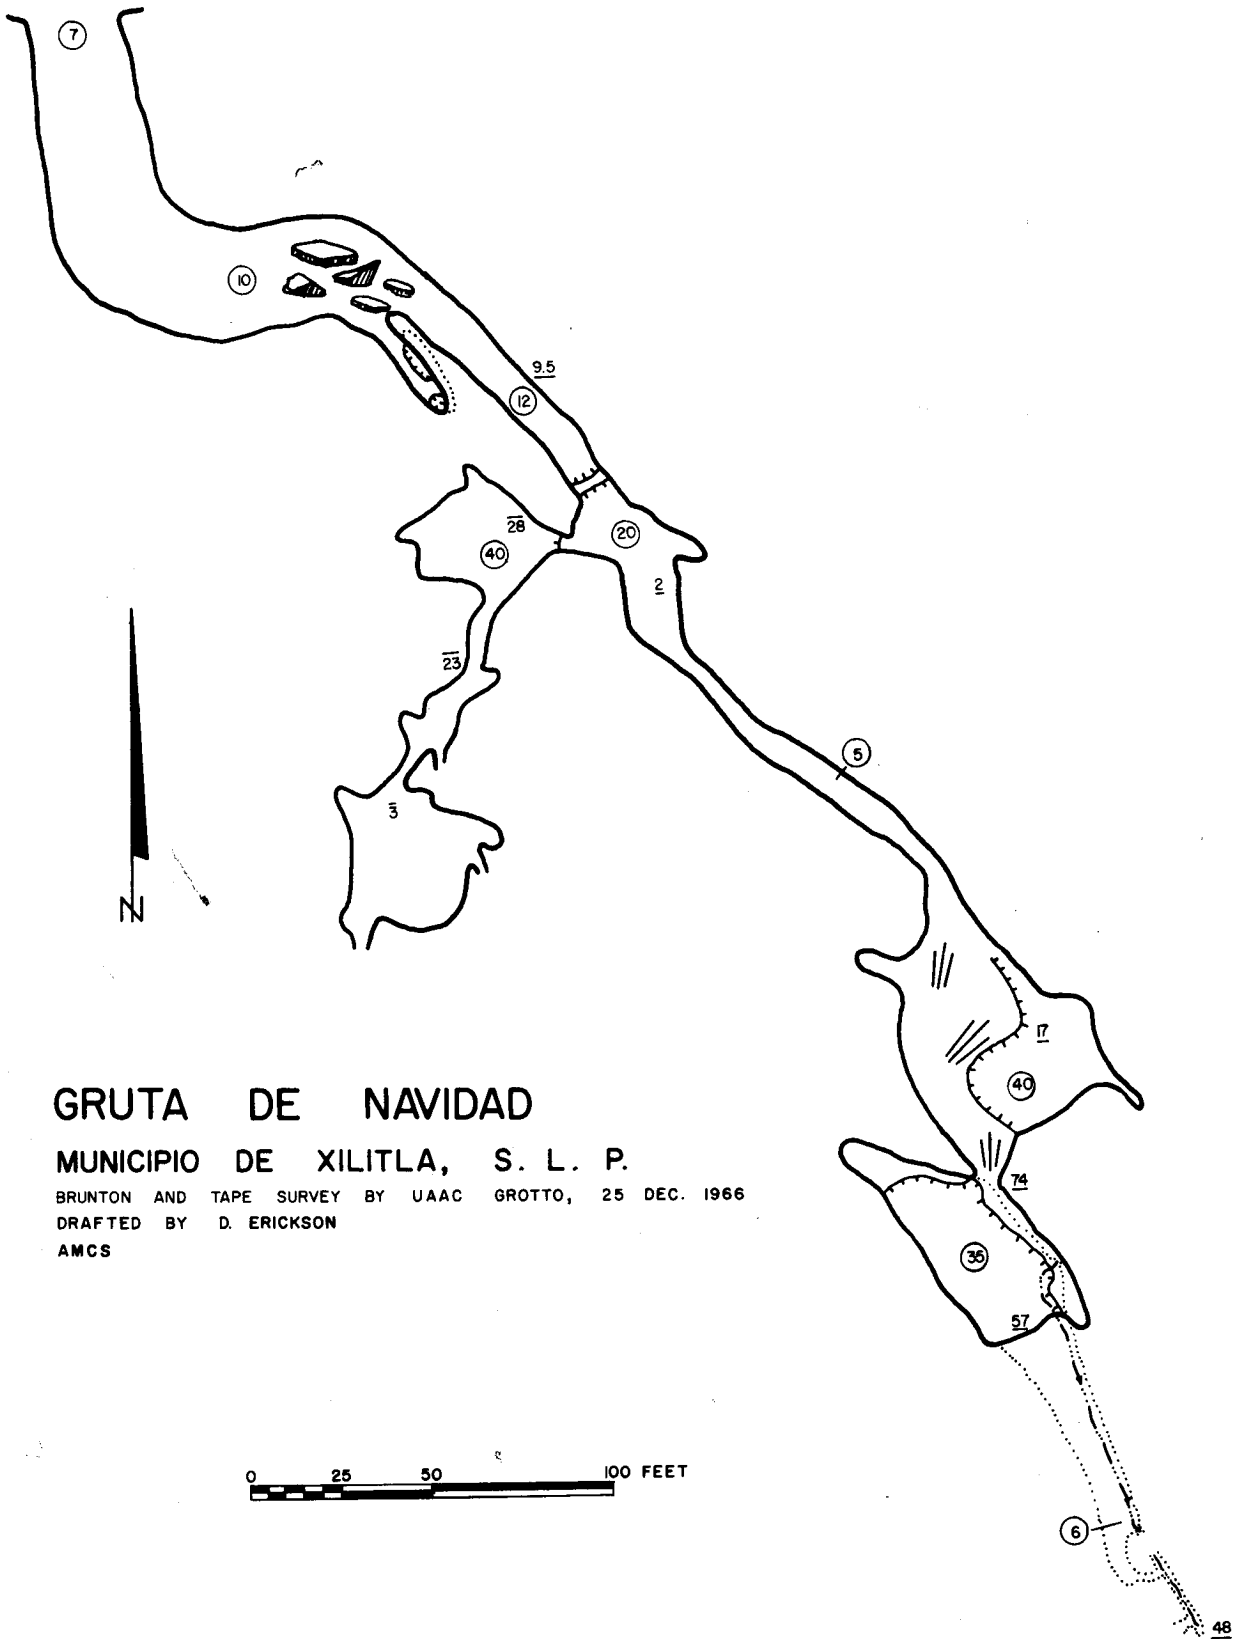 7
10
9.5
12
28
20
40
2
23
5
3
17
40
N
GRUTA DE NAVIDAD
MUNICIPIO DE XILITLA, S. L. P.
74
BRUNTON AND TAPE SURVEY BY UAAC GROTTO, 25 DEC. 1966
DRAFTED BY D. ERICKSON
AMCS
35
57
0 25 50 100 FEET
6
48